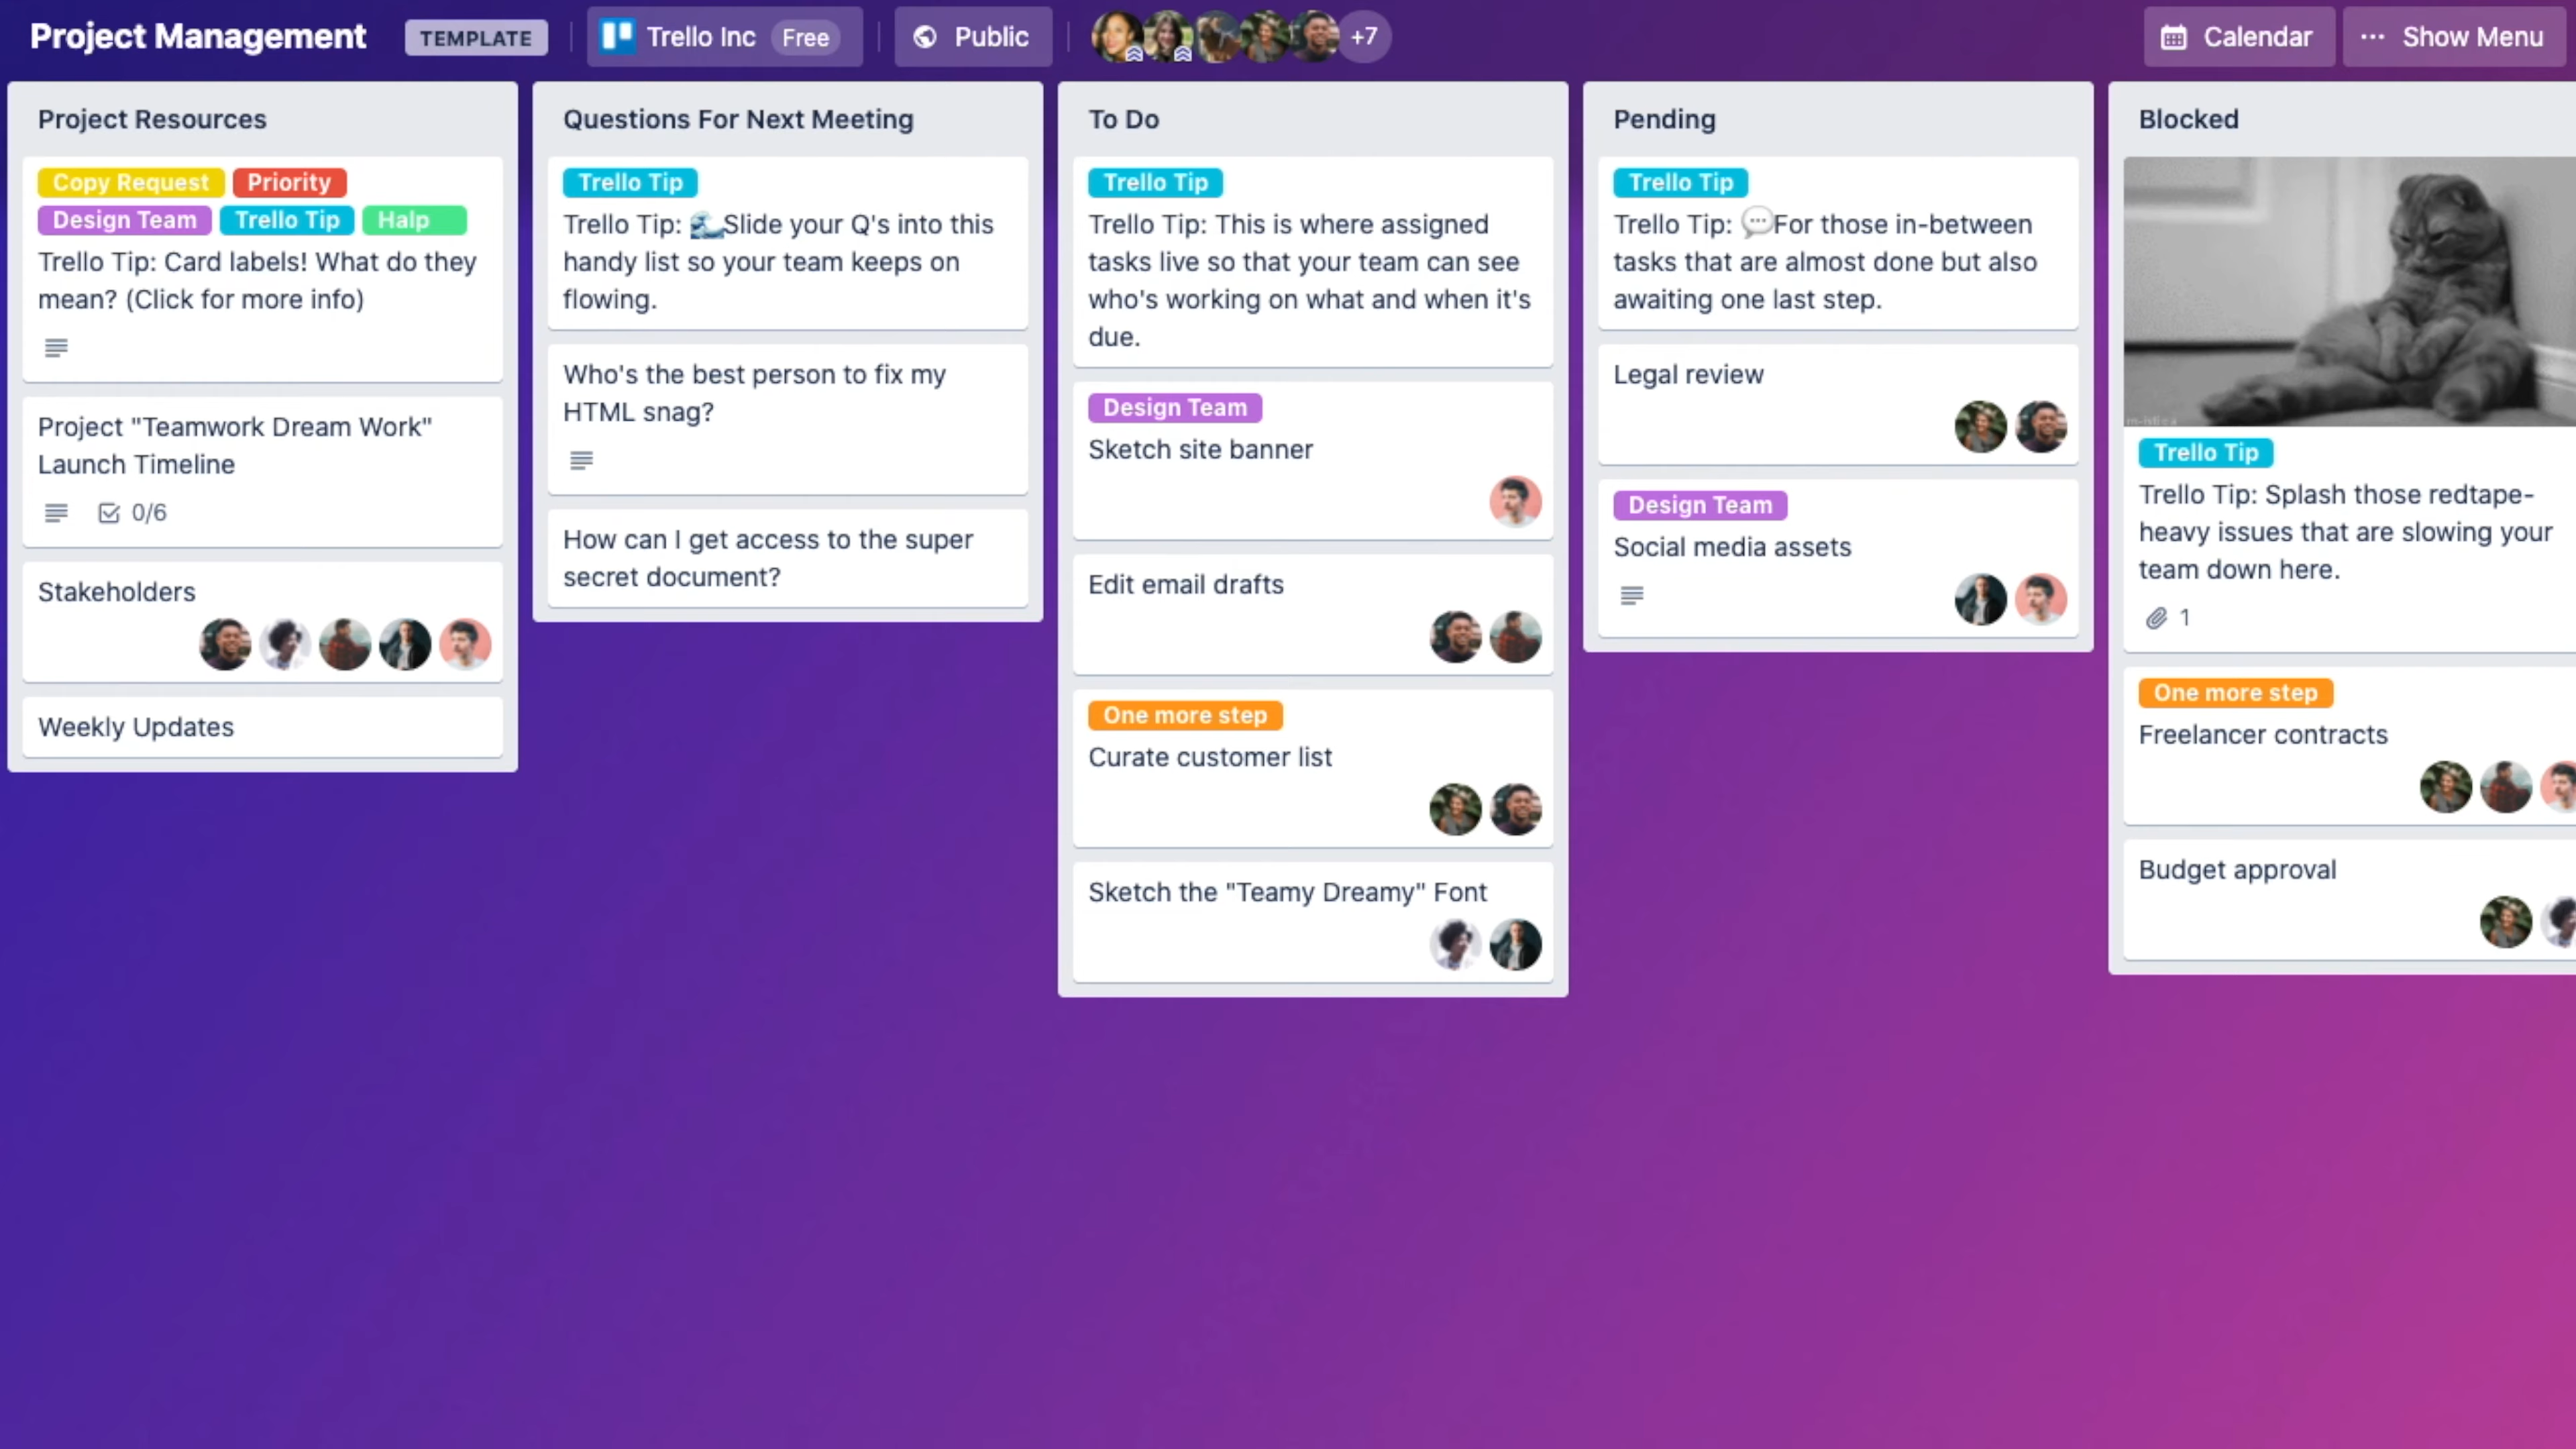 Project Management
TEMPLATE
Trello Inc Free
Public
+7
Calendar
Show Menu
Project Resources
Copy Request Priority
Design Team Trello Tip Halp
Trello Tip: Card labels! What do they
mean? (Click for more info)
Project "Teamwork Dream Work"
Launch Timeline
0/6
Stakeholders
Weekly Updates
Questions For Next Meeting
Trello Tip
Trello Tip: 🌊Slide your Q's into this
handy list so your team keeps on
flowing.
Who's the best person to fix my
HTML snag?
How can I get access to the super
secret document?
To Do
Trello Tip
Trello Tip: This is where assigned
tasks live so that your team can see
who's working on what and when it's
due.
Design Team
Sketch site banner
Edit email drafts
One more step
Curate customer list
Sketch the "Teamy Dreamy" Font
Pending
Trello Tip
Trello Tip: 💬For those in-between
tasks that are almost done but also
awaiting one last step.
Legal review
Design Team
Social media assets
Blocked
Trello Tip
Trello Tip: Splash those redtape-
heavy issues that are slowing your
team down here.
1
One more step
Freelancer contracts
Budget approval